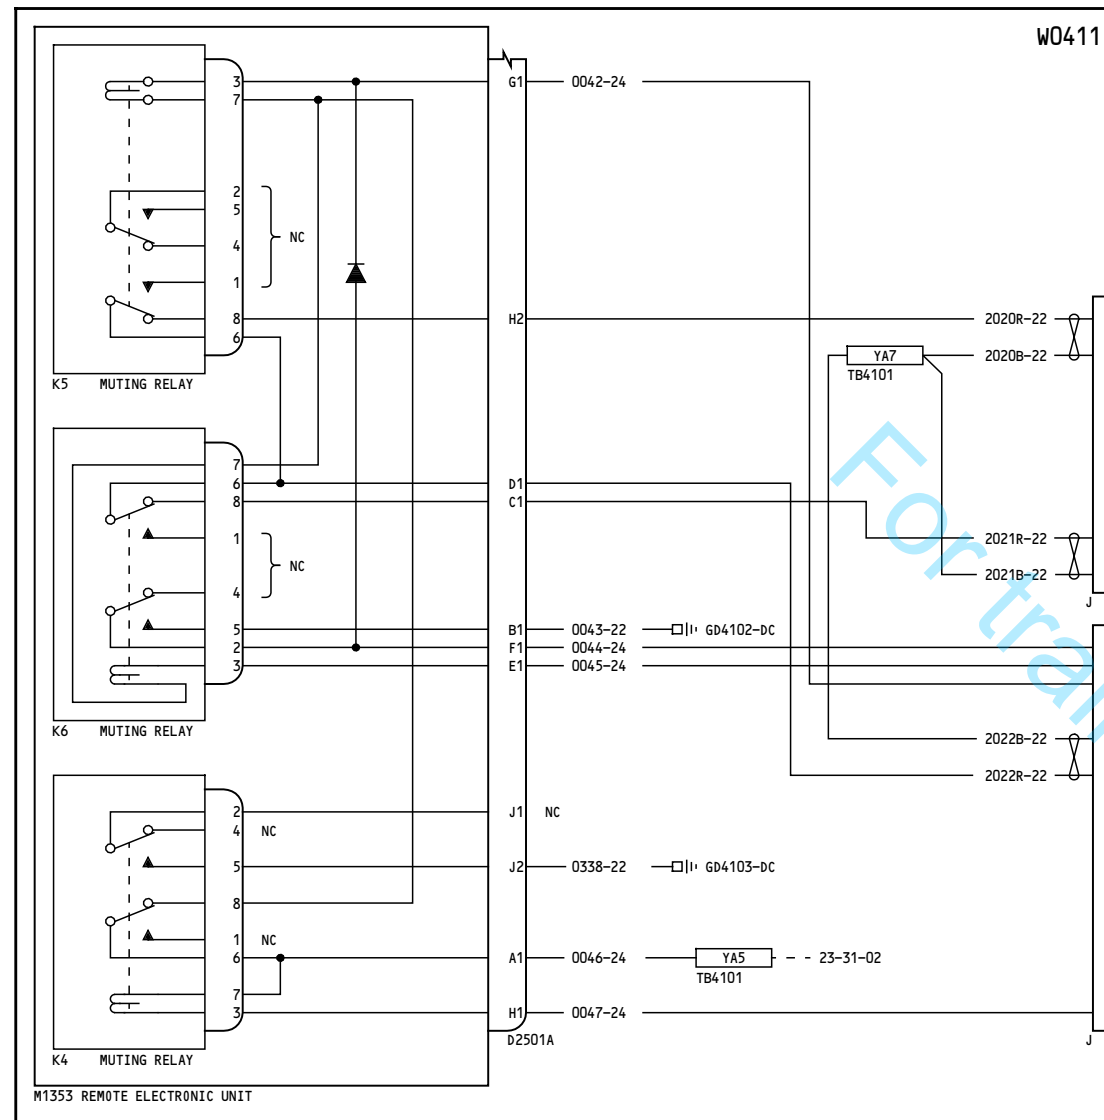 W0411
3 G1 0042-24
7
2
5
NC
4
1
8 H2 2020R-22
6
YA7 2020B-22
TB4101
K5 MUTING RELAY
7
6 D1
8 C1
1 2021R-22
NC
4 2021B-22
J
5 B1 0043-22 GD4102-DC
2 F1 0044-24
3 E1 0045-24
K6 MUTING RELAY
2022B-22
2022R-22
2 J1 NC
4 NC
5 J2 0338-22 GD4103-DC
8
1 NC
6 A1 0046-24 YA5 23-31-02
TB4101
7
3 H1 0047-24
D2501A J
K4 MUTING RELAY
M1353 REMOTE ELECTRONIC UNIT
For